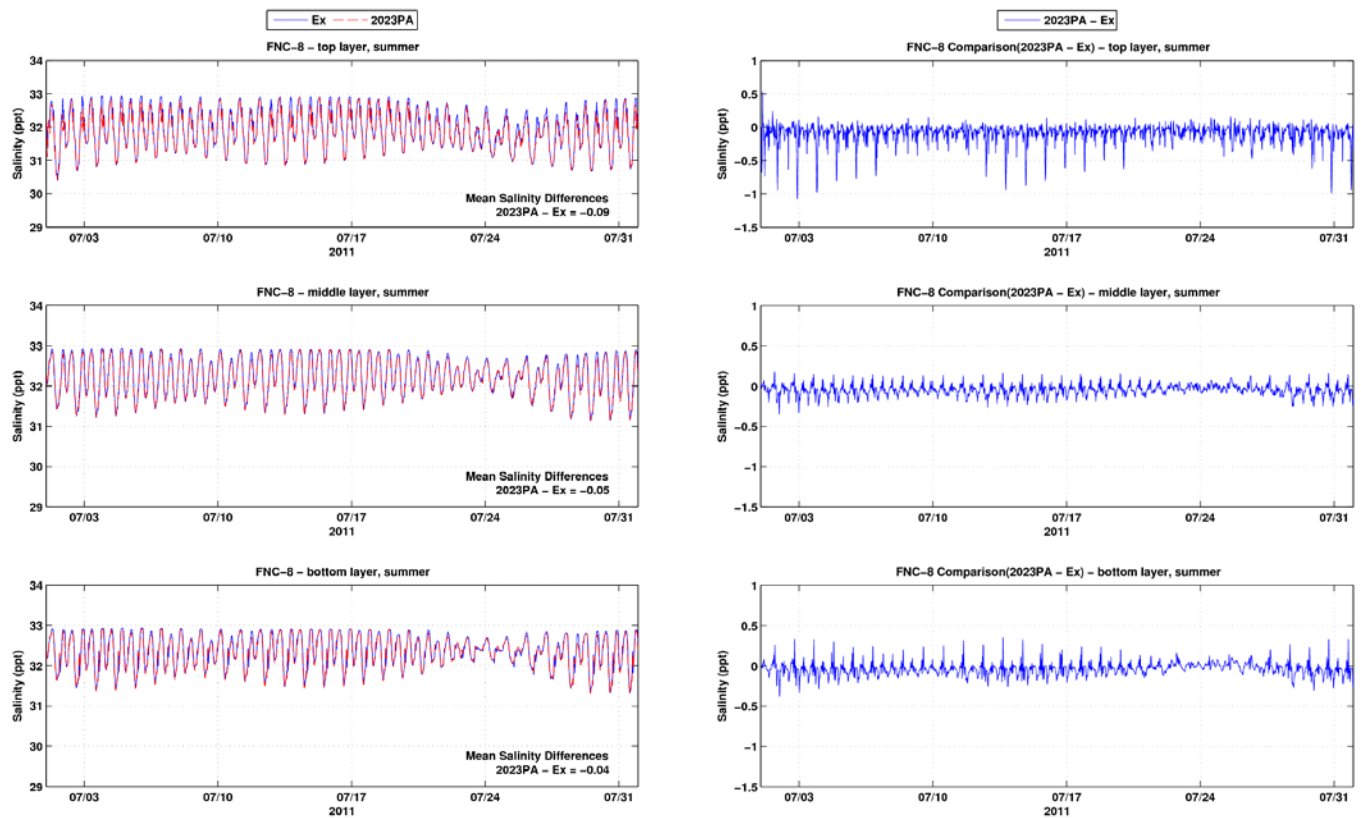 Ex 2023PA
FNC−8 − top layer, summer
Salinity (ppt)
34
33
32
31
30
29
Mean Salinity Differences
2023PA − Ex = −0.09
07/03 07/10 07/17 07/24 07/31
2011
2023PA − Ex
FNC−8 Comparison(2023PA − Ex) − top layer, summer
Salinity (ppt)
1
0.5
0
−0.5
−1
−1.5
07/03 07/10 07/17 07/24 07/31
2011
FNC−8 − middle layer, summer
Salinity (ppt)
34
33
32
31
30
29
Mean Salinity Differences
2023PA − Ex = −0.05
07/03 07/10 07/17 07/24 07/31
2011
FNC−8 Comparison(2023PA − Ex) − middle layer, summer
Salinity (ppt)
1
0.5
0
−0.5
−1
−1.5
07/03 07/10 07/17 07/24 07/31
2011
FNC−8 − bottom layer, summer
Salinity (ppt)
34
33
32
31
30
29
Mean Salinity Differences
2023PA − Ex = −0.04
07/03 07/10 07/17 07/24 07/31
2011
FNC−8 Comparison(2023PA − Ex) − bottom layer, summer
Salinity (ppt)
1
0.5
0
−0.5
−1
−1.5
07/03 07/10 07/17 07/24 07/31
2011